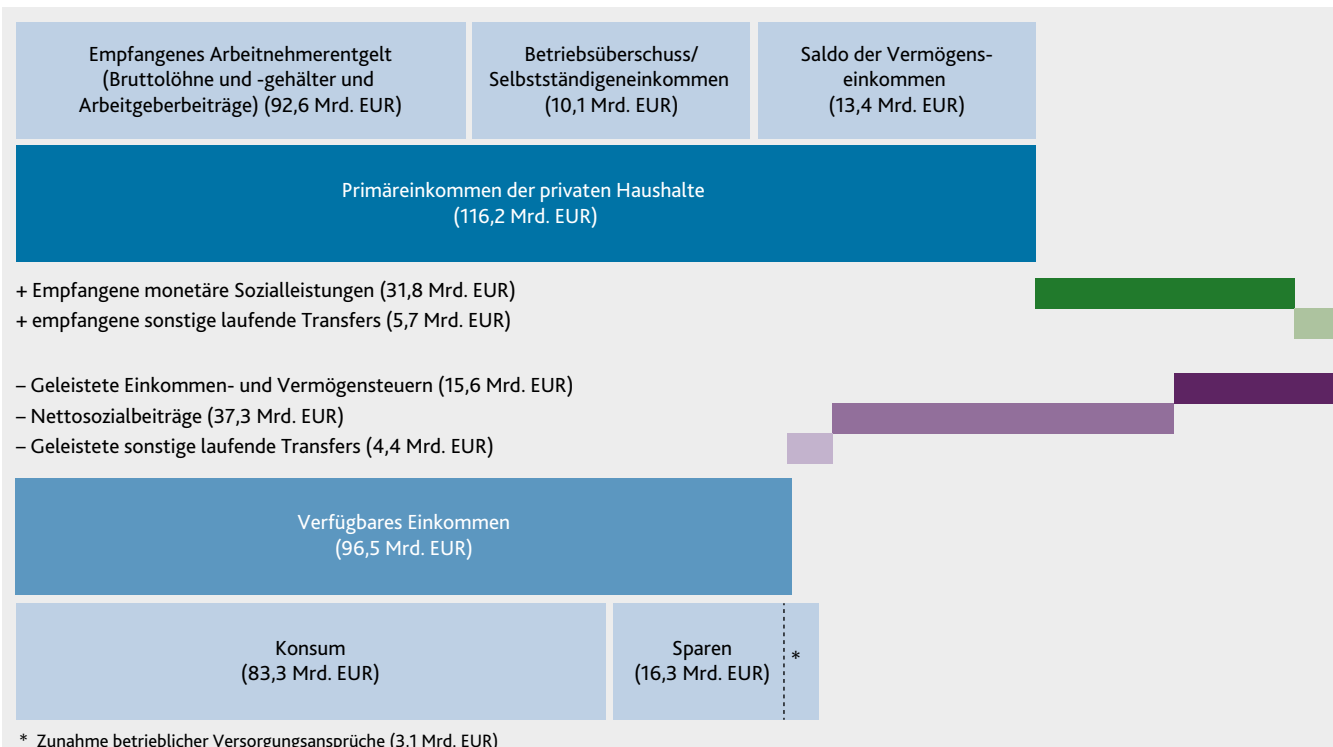 Empfangenes Arbeitnehmerentgelt
(Bruttolöhne und -gehälter und
Arbeitgeberbeiträge) (92,6 Mrd. EUR)
Betriebsüberschuss/
Selbstständigeneinkommen
(10,1 Mrd. EUR)
Saldo der Vermögens-
einkommen
(13,4 Mrd. EUR)
Primäreinkommen der privaten Haushalte
(116,2 Mrd. EUR)
+ Empfangene monetäre Sozialleistungen (31,8 Mrd. EUR)
+ empfangene sonstige laufende Transfers (5,7 Mrd. EUR)
– Geleistete Einkommen- und Vermögensteuern (15,6 Mrd. EUR)
– Nettosozialbeiträge (37,3 Mrd. EUR)
– Geleistete sonstige laufende Transfers (4,4 Mrd. EUR)
Verfügbares Einkommen
(96,5 Mrd. EUR)
Konsum
(83,3 Mrd. EUR)
Sparen
(16,3 Mrd. EUR)
*
* Zunahme betrieblicher Versorgungsansprüche (3,1 Mrd. EUR)